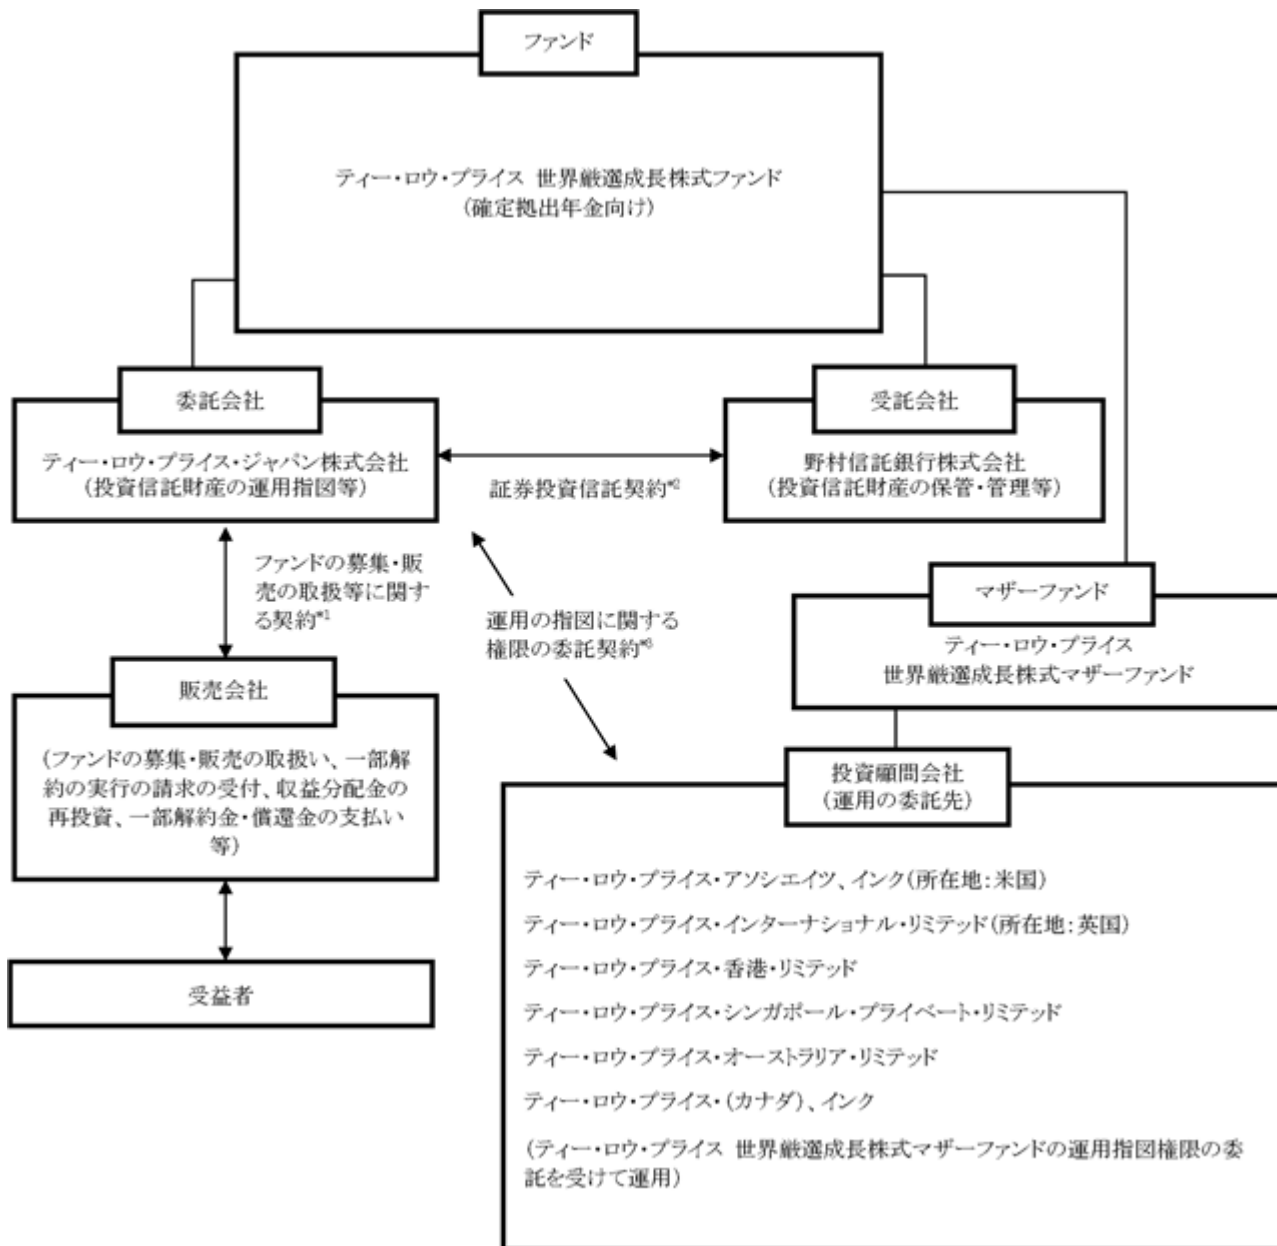 ファンド
ティー・ロウ・プライス 世界厳選成長株式ファンド
(確定拠出年金向け)
委託会社
ティー・ロウ・プライス・ジャパン株式会社
(投資信託財産の運用指図等)
証券投資信託契約*2
受託会社
野村信託銀行株式会社
(投資信託財産の保管・管理等)
ファンドの募集・販
売の取扱等に関す
る契約*1
運用の指図に関する
権限の委託契約*3
マザーファンド
ティー・ロウ・プライス
世界厳選成長株式マザーファンド
販売会社
(ファンドの募集・販売の取扱い、一部解
約の実行の請求の受付、収益分配金の
再投資、一部解約金・償還金の支払い
等)
受益者
投資顧問会社
(運用の委託先)
ティー・ロウ・プライス・アソシエイツ、インク(所在地:米国)
ティー・ロウ・プライス・インターナショナル・リミテッド(所在地:英国)
ティー・ロウ・プライス・香港・リミテッド
ティー・ロウ・プライス・シンガポール・プライベート・リミテッド
ティー・ロウ・プライス・オーストラリア・リミテッド
ティー・ロウ・プライス・(カナダ)、インク
(ティー・ロウ・プライス 世界厳選成長株式マザーファンドの運用指図権限の委
託を受けて運用)